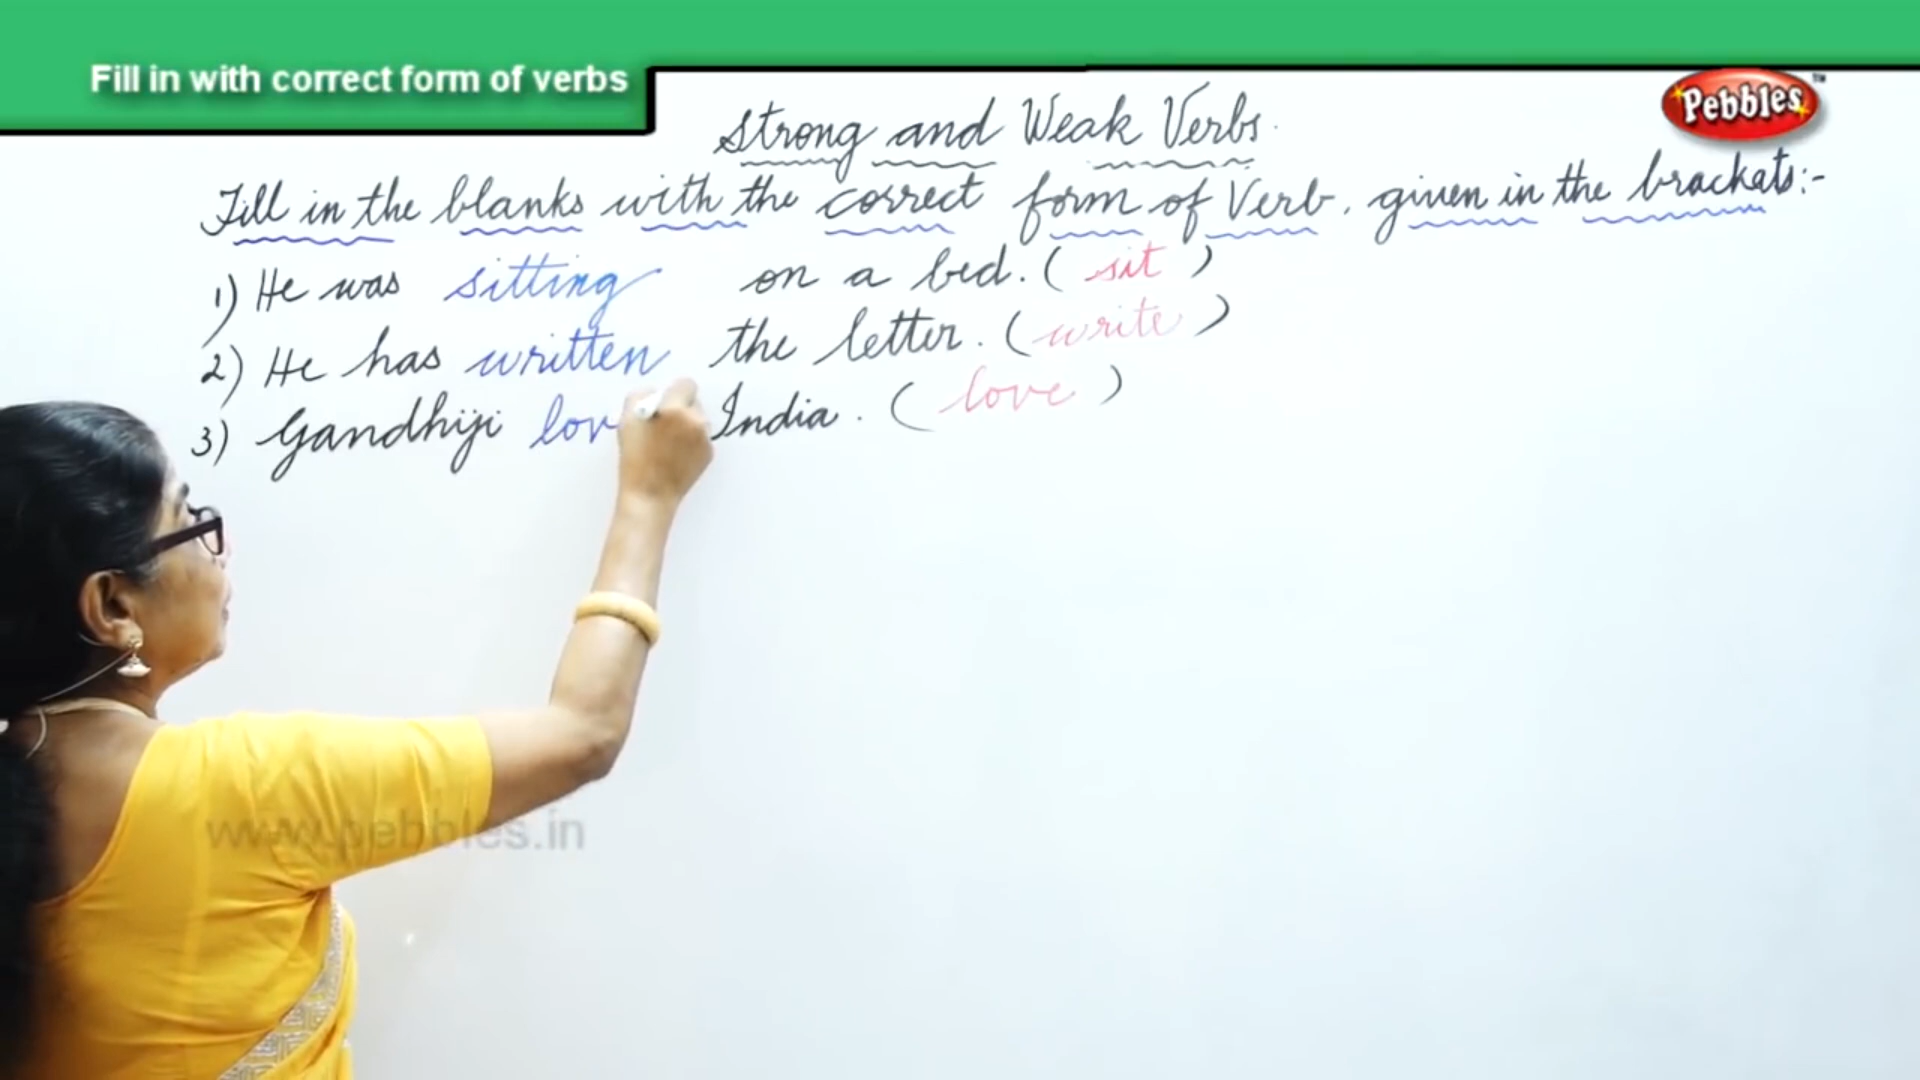 Fill in with correct form of verbs
Pebbles™
Strong and Weak Verbs.
Fill in the blanks with the correct form of Verb, given in the brackats:-
1) He was sitting on a bed. (sit)
2) He has written the letter. (write)
3) Gandhiji lov India. (love)
www.pebbles.in